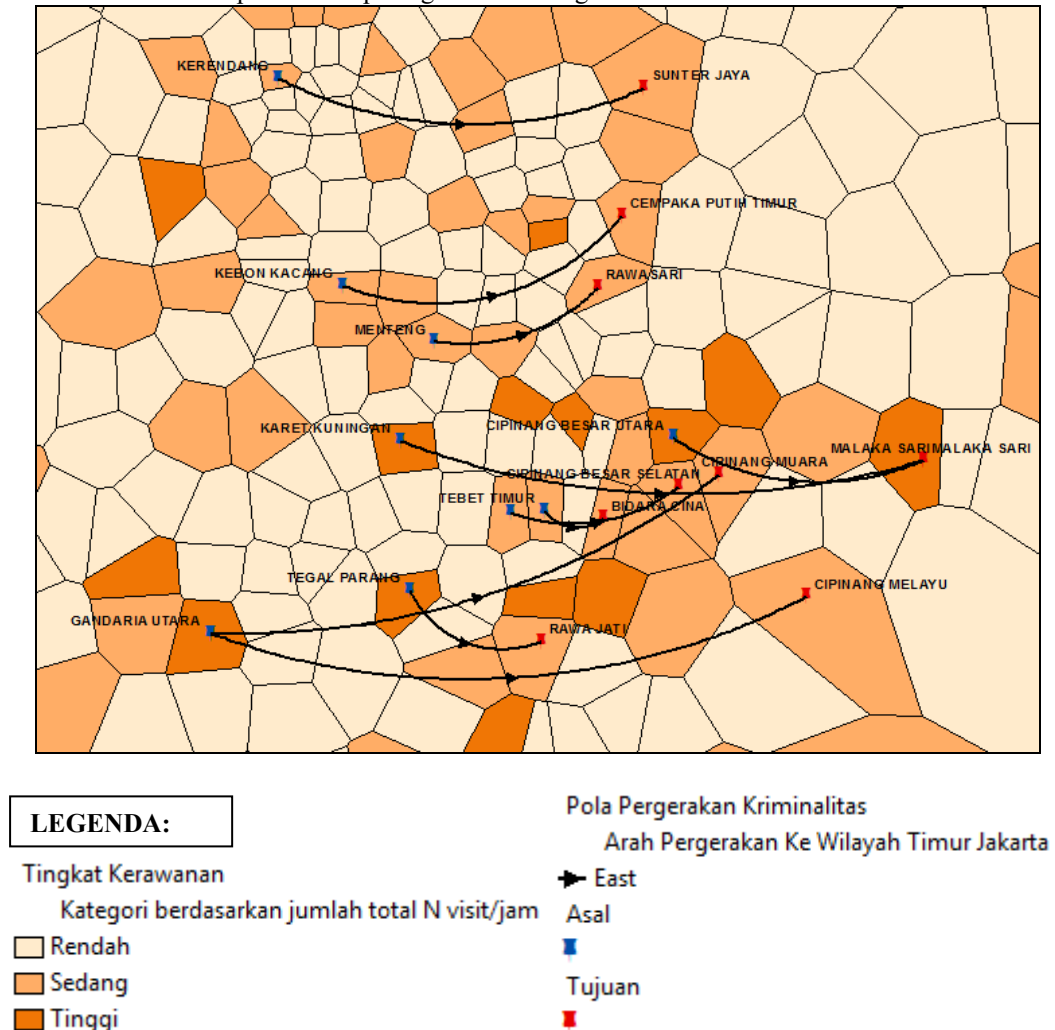 KERENDANG
SUNTER JAYA
CEMPAKA PUTIH TIMUR
KEBON KACANG
RAWASARI
MENTENG
KARET KUNINGAN
CIPINANG BESAR UTARA
MALAKA SARIMALAKA SARI
CIPINANG MUARA
CIPINANG BESAR SELATAN
TEBET TIMUR
BIDARA CINA
TEGAL PARANG
CIPINANG MELAYU
GANDARIA UTARA
RAWA JATI
LEGENDA:
Tingkat Kerawanan
Kategori berdasarkan jumlah total N visit/jam
Rendah
Sedang
Tinggi
Pola Pergerakan Kriminalitas
Arah Pergerakan Ke Wilayah Timur Jakarta
East
Asal
Tujuan